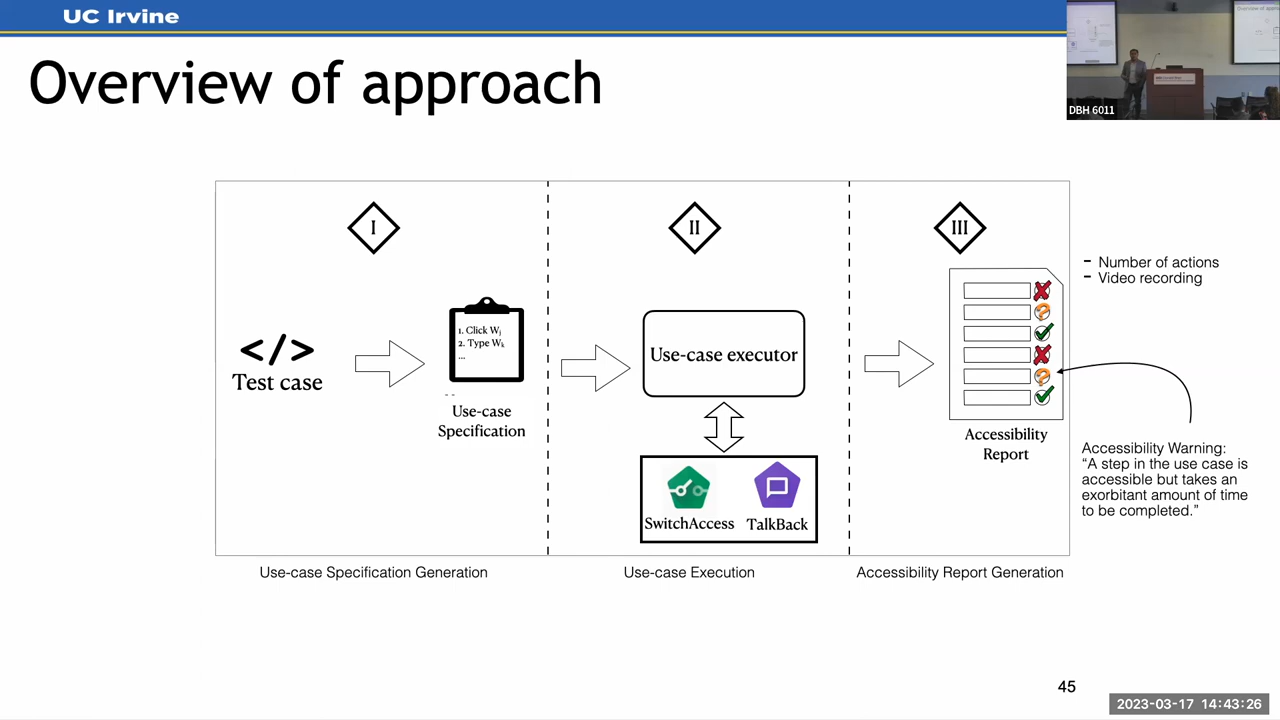 UC Irvine
Overview of approach
DBH 6011
I
II
III
- Number of actions
- Video recording
1. Click Wj
2. Type Wk
...
</>
Test case
Use-case executor
Use-case
Specification
Accessibility
Report
Accessibility Warning:
“A step in the use case is
accessible but takes an
exorbitant amount of time
to be completed.”
SwitchAccess
TalkBack
Use-case Specification Generation
Use-case Execution
Accessibility Report Generation
45
2023-03-17 14:43:26